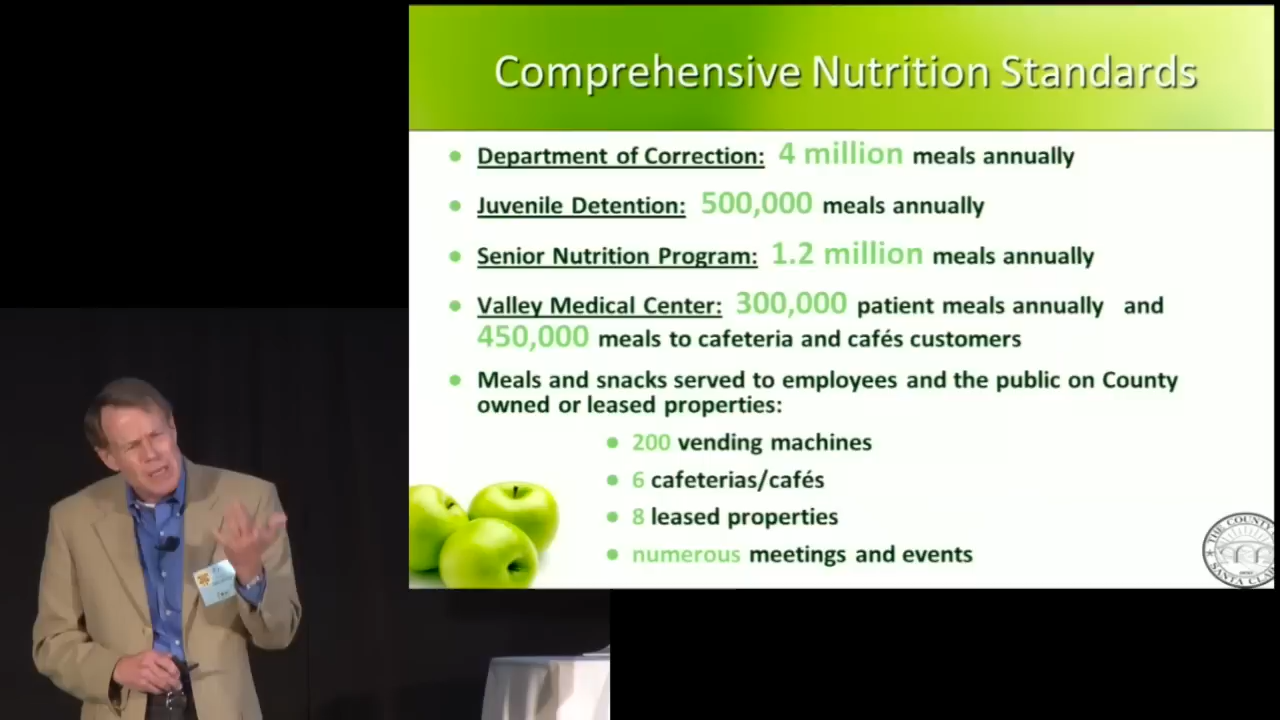 Comprehensive Nutrition Standards
Department of Correction: 4 million meals annually
Juvenile Detention: 500,000 meals annually
Senior Nutrition Program: 1.2 million meals annually
Valley Medical Center: 300,000 patient meals annually and
450,000 meals to cafeteria and cafés customers
Meals and snacks served to employees and the public on County
owned or leased properties:
200 vending machines
6 cafeterias/cafés
8 leased properties
numerous meetings and events
THE COUNTY
SANTA